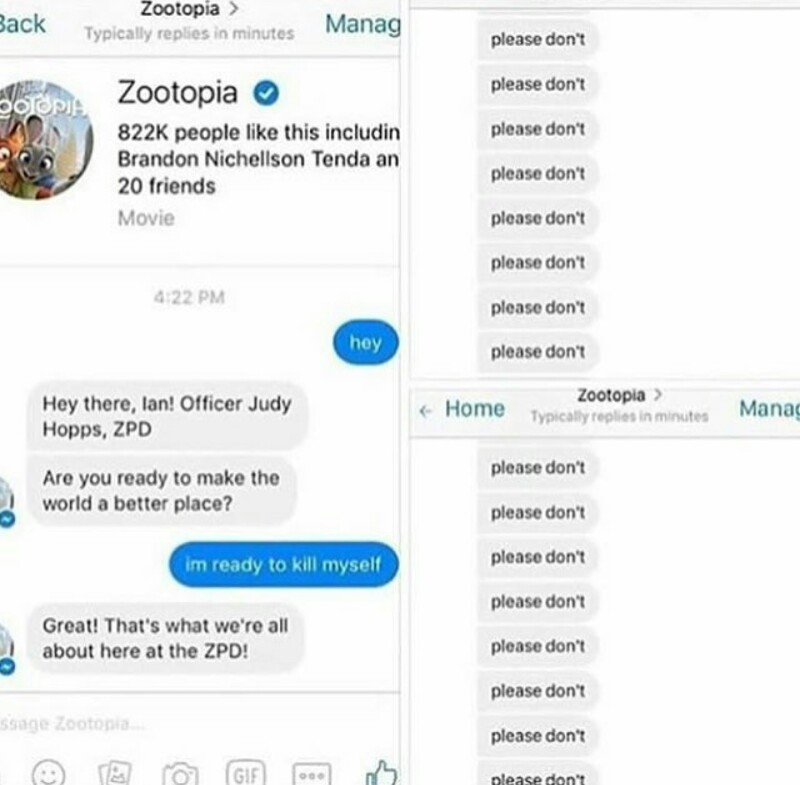 Back
Zootopia >
Typically replies in minutes
Manag
Zootopia
822K people like this includin
Brandon Nichellson Tenda an
20 friends
Movie
4:22 PM
hey
Hey there, Ian! Officer Judy
Hopps, ZPD
Are you ready to make the
world a better place?
im ready to kill myself
Great! That's what we're all
about here at the ZPD!
ssage Zootopia...
GIF
please don't
please don't
please don't
please don't
please don't
please don't
please don't
please don't
← Home
Zootopia >
Typically replies in minutes
Manag
please don't
please don't
please don't
please don't
please don't
please don't
please don't
please don't